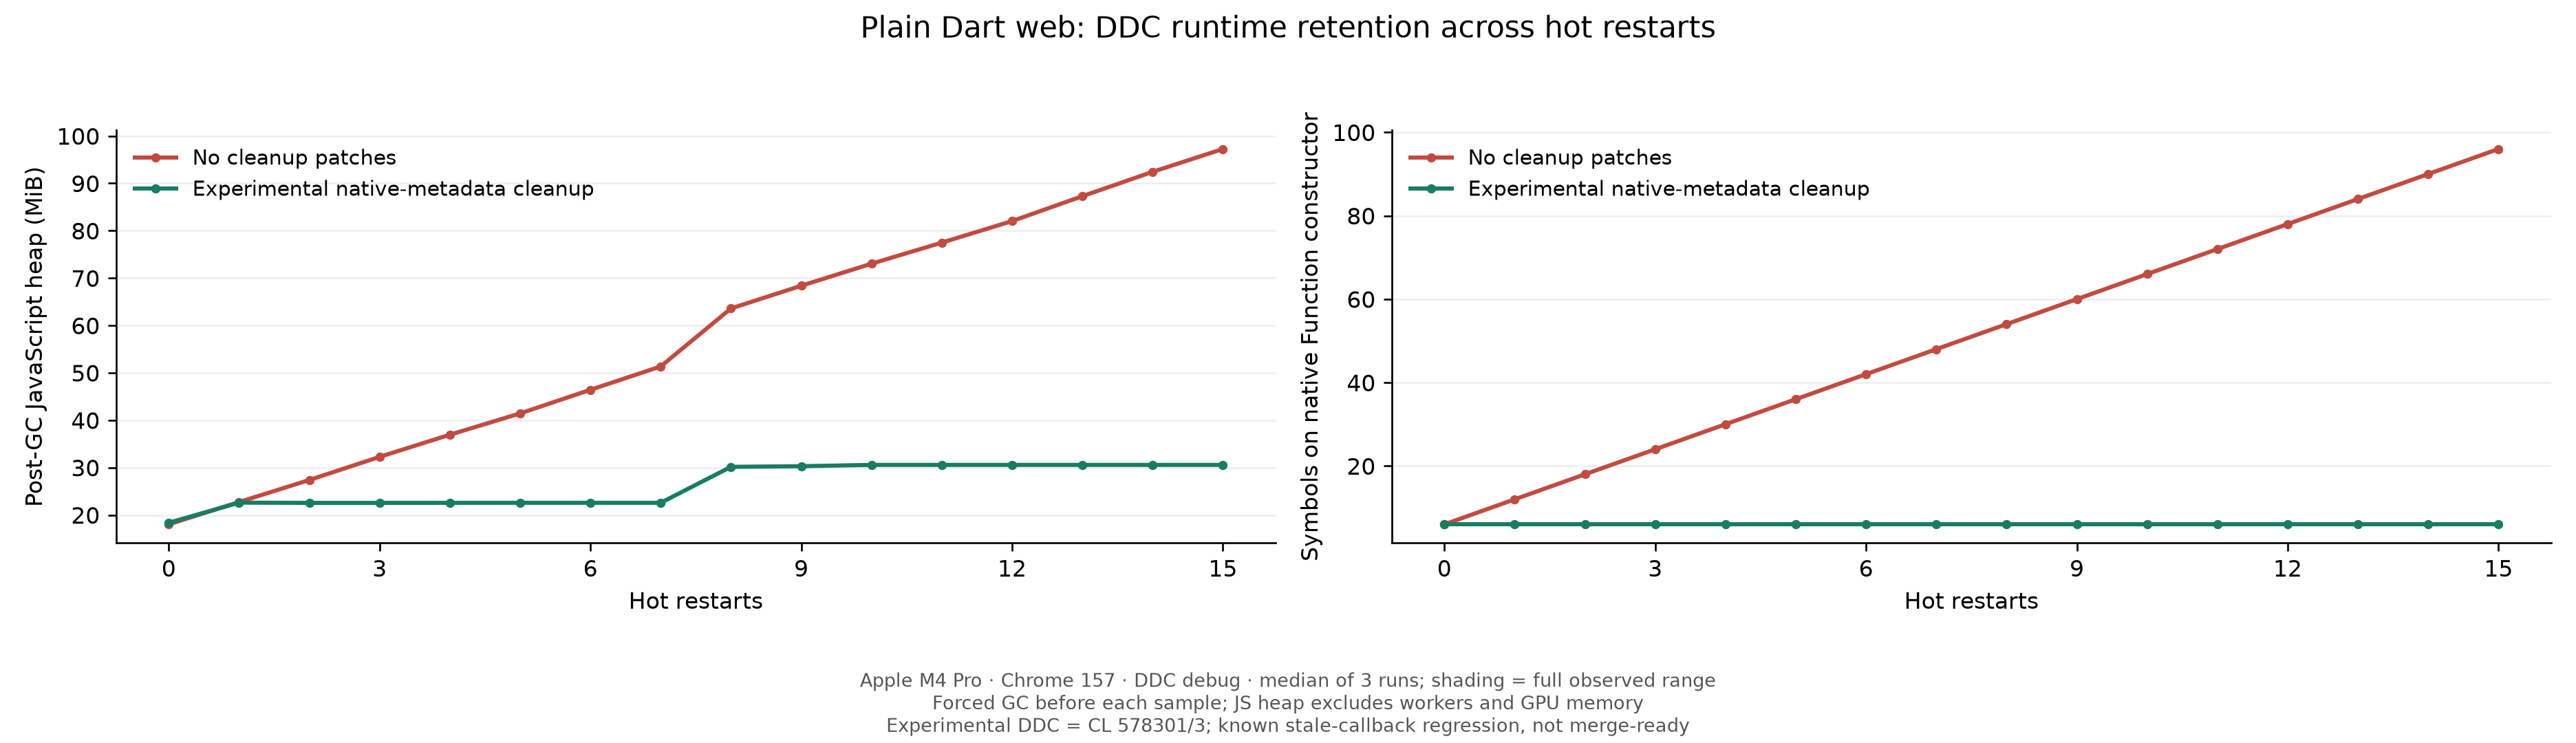 Plain Dart web: DDC runtime retention across hot restarts
Post-GC JavaScript heap (MiB)
100
90
80
70
60
50
40
30
20
No cleanup patches
Experimental native-metadata cleanup
0 3 6 9 12 15
Hot restarts
Symbols on native Function constructor
100
80
60
40
20
No cleanup patches
Experimental native-metadata cleanup
0 3 6 9 12 15
Hot restarts
Apple M4 Pro · Chrome 157 · DDC debug · median of 3 runs; shading = full observed range
Forced GC before each sample; JS heap excludes workers and GPU memory
Experimental DDC = CL 578301/3; known stale-callback regression, not merge-ready